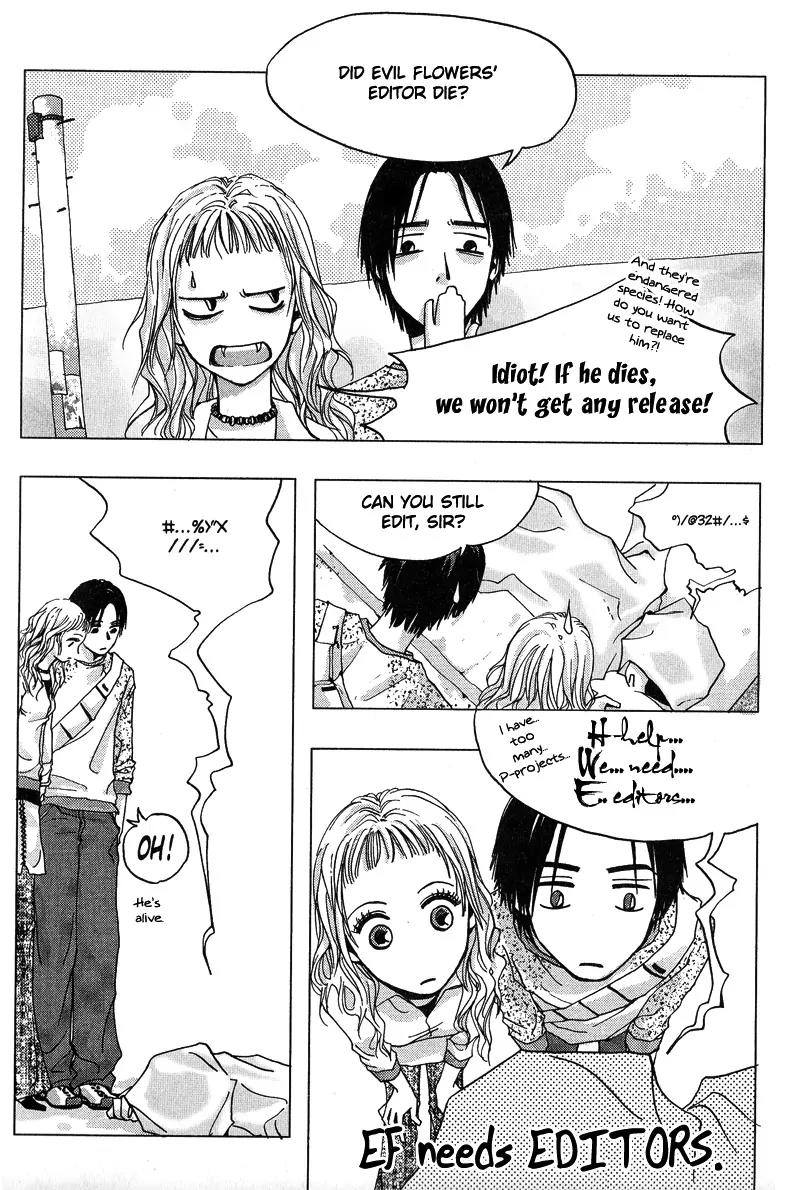 DID EVIL FLOWERS'
EDITOR DIE?
And they're
endangered
species! How
do you want
us to replace
him?!
Idiot! If he dies,
we won't get any release!
#...%>"X
///=...
OH!
He's
alive.
CAN YOU STILL
EDIT, SIR?
°)/@32#/...$
I have..
too
many..
P-projects...
H-help...
We... need....
E.. editors...
EF needs EDITORS.